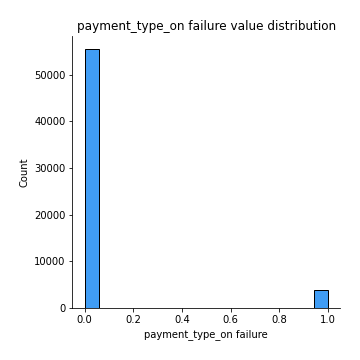 payment_type_on failure value distribution
50000
40000
30000
20000
10000
0
Count
0.0 0.2 0.4 0.6 0.8 1.0
payment_type_on failure